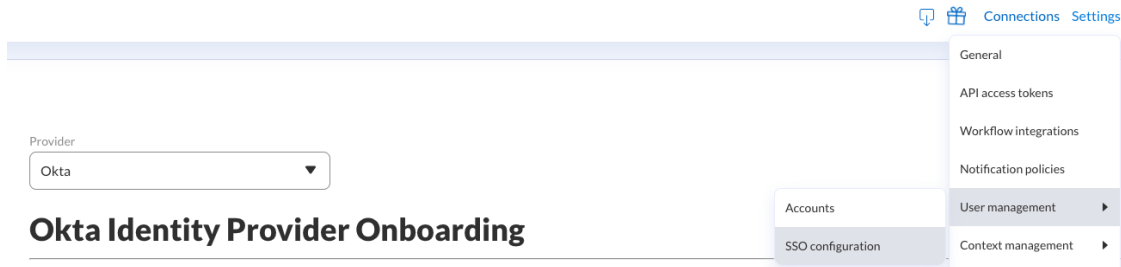 Connections Settings
General
API access tokens
Workflow integrations
Notification policies
User management
Context management
Accounts
SSO configuration
Provider
Okta
Okta Identity Provider Onboarding